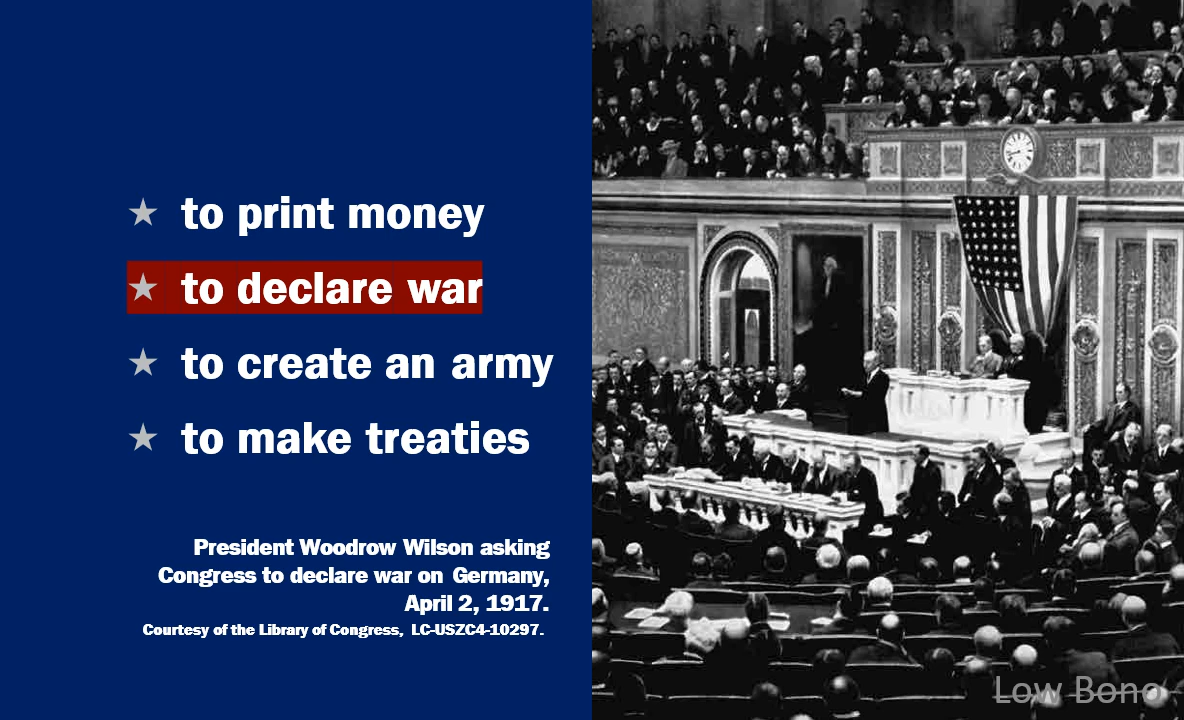 to print money
to declare war
to create an army
to make treaties
President Woodrow Wilson asking
Congress to declare war on Germany,
April 2, 1917.
Courtesy of the Library of Congress, LC-USZC4-10297.
Low Bono